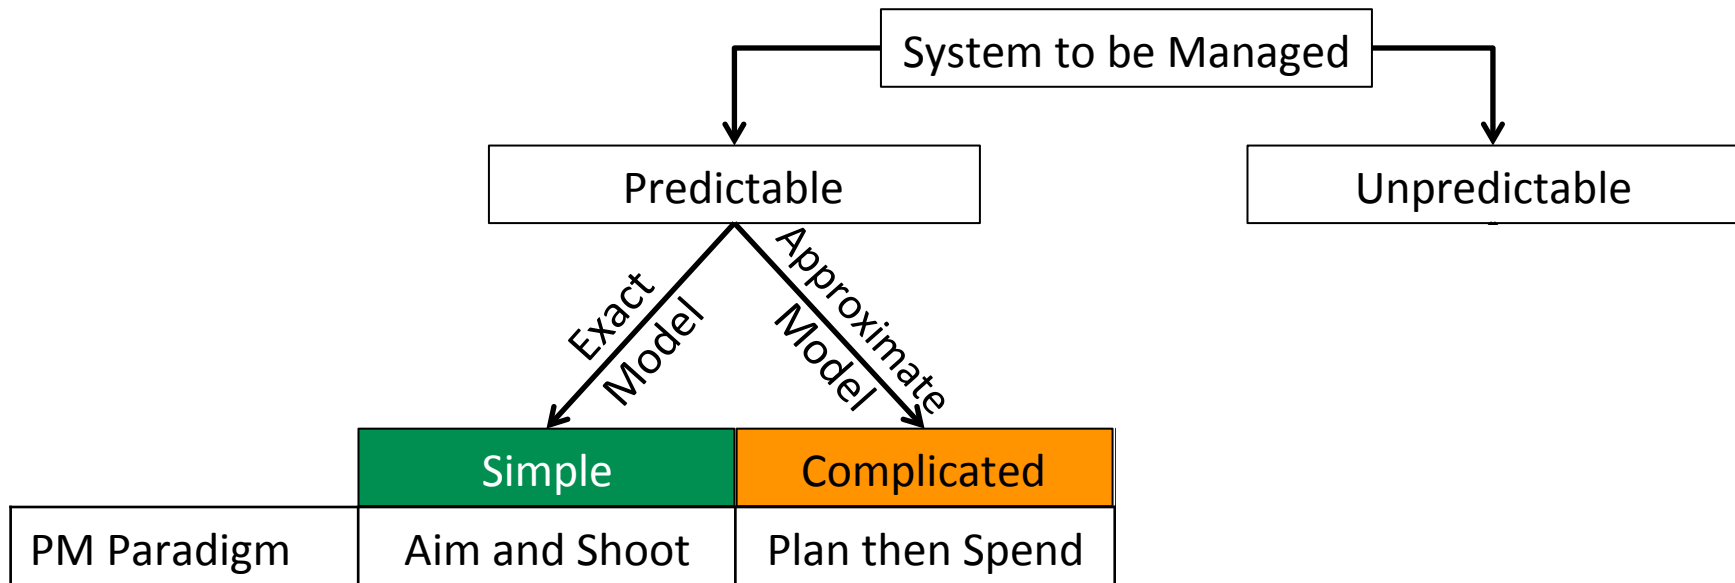 System to be Managed
Predictable
Unpredictable
Exact
Model
Approximate
Model
Simple
Complicated
PM Paradigm
Aim and Shoot
Plan then Spend